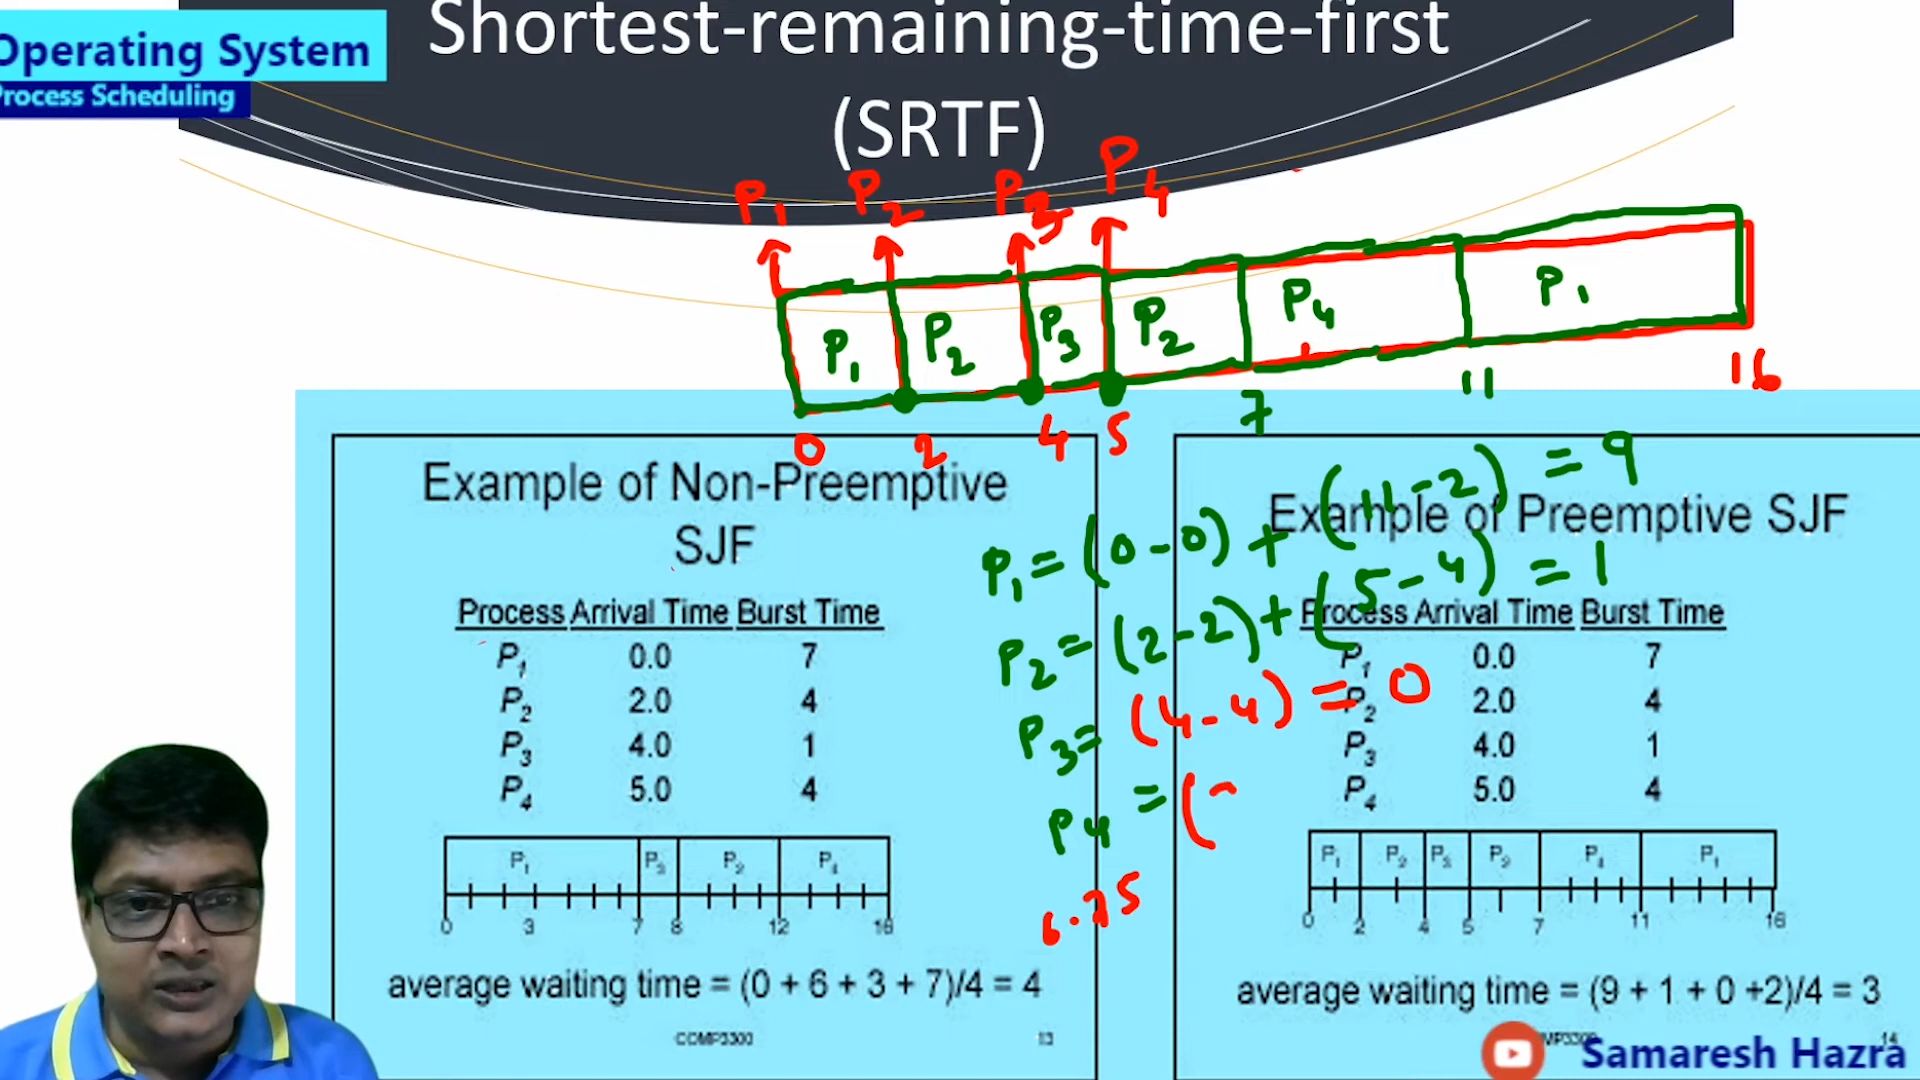 Shortest-remaining-time-first
(SRTF)
Operating System
Process Scheduling
P1 P2 P3 P4
P1 P2 P3 P2 P4 P1
0 2 4 5 7 11 16
Example of Non-Preemptive
SJF
Process Arrival Time Burst Time
P1 0.0 7
P2 2.0 4
P3 4.0 1
P4 5.0 4
P1 P3 P2 P4
0 3 7 8 12 16
average waiting time = (0 + 6 + 3 + 7)/4 = 4
COMP3300 13
P1 = (0-0) + (11-2) = 9
P2 = (2-2) + (5-4) = 1
P3 = (4-4) = 0
P4 = (
6.75
Example of Preemptive SJF
Process Arrival Time Burst Time
P1 0.0 7
P2 2.0 4
P3 4.0 1
P4 5.0 4
P1 P2 P3 P2 P4 P1
0 2 4 5 7 11 16
average waiting time = (9 + 1 + 0 +2)/4 = 3
14
Samaresh Hazra